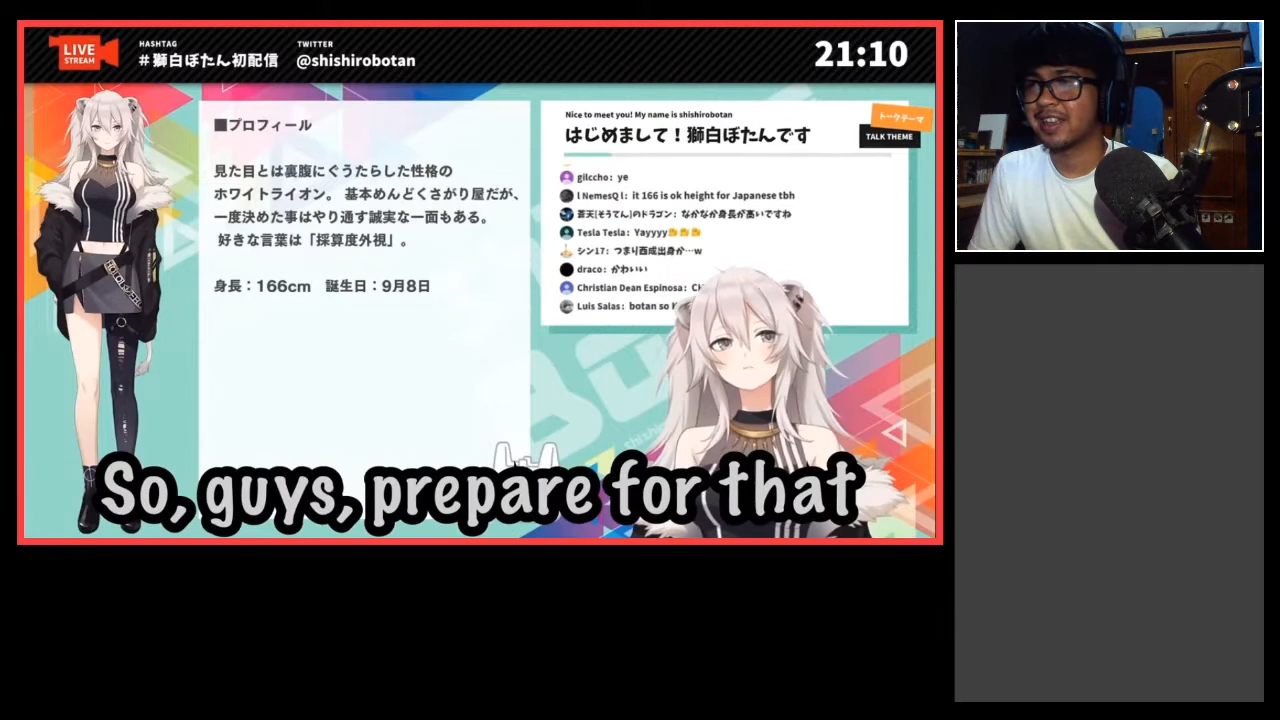 LIVE
STREAM
HASHTAG
#獅白ぼたん初配信
TWITTER
@shishirobotan
21:10
■プロフィール
見た目とは裏腹にぐうたらした性格の
ホワイトライオン。 基本めんどくさがり屋だが、
一度決めた事はやり通す誠実な一面もある。
好きな言葉は「採算度外視」。
身長：166cm 誕生日：9月8日
Nice to meet you! My name is shishirobotan
はじめまして！獅白ぼたんです
トークテーマ
TALK THEME
gilccho: ye
l NemesQ l: it 166 is ok height for Japanese tbh
蒼天[そうてん]のドラゴン: なかなか身長が高いですね
Tesla Tesla: Yayyyy
シン17: つまり西成出身か…w
draco: かわいい
Christian Dean Espinosa:
Luis Salas: botan so
So, guys, prepare for that